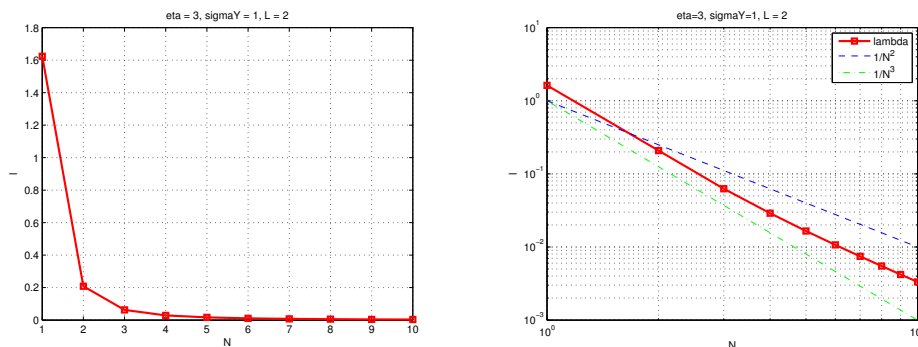 eta = 3, sigmaY = 1, L = 2
1.8
1.6
1.4
1.2
1
0.8
0.6
0.4
0.2
0
l
1 2 3 4 5 6 7 8 9 10
N
eta=3, sigmaY=1, L = 2
lambda
1/N^2
1/N^3
10^1
10^0
10^-1
10^-2
10^-3
l
10^0
N